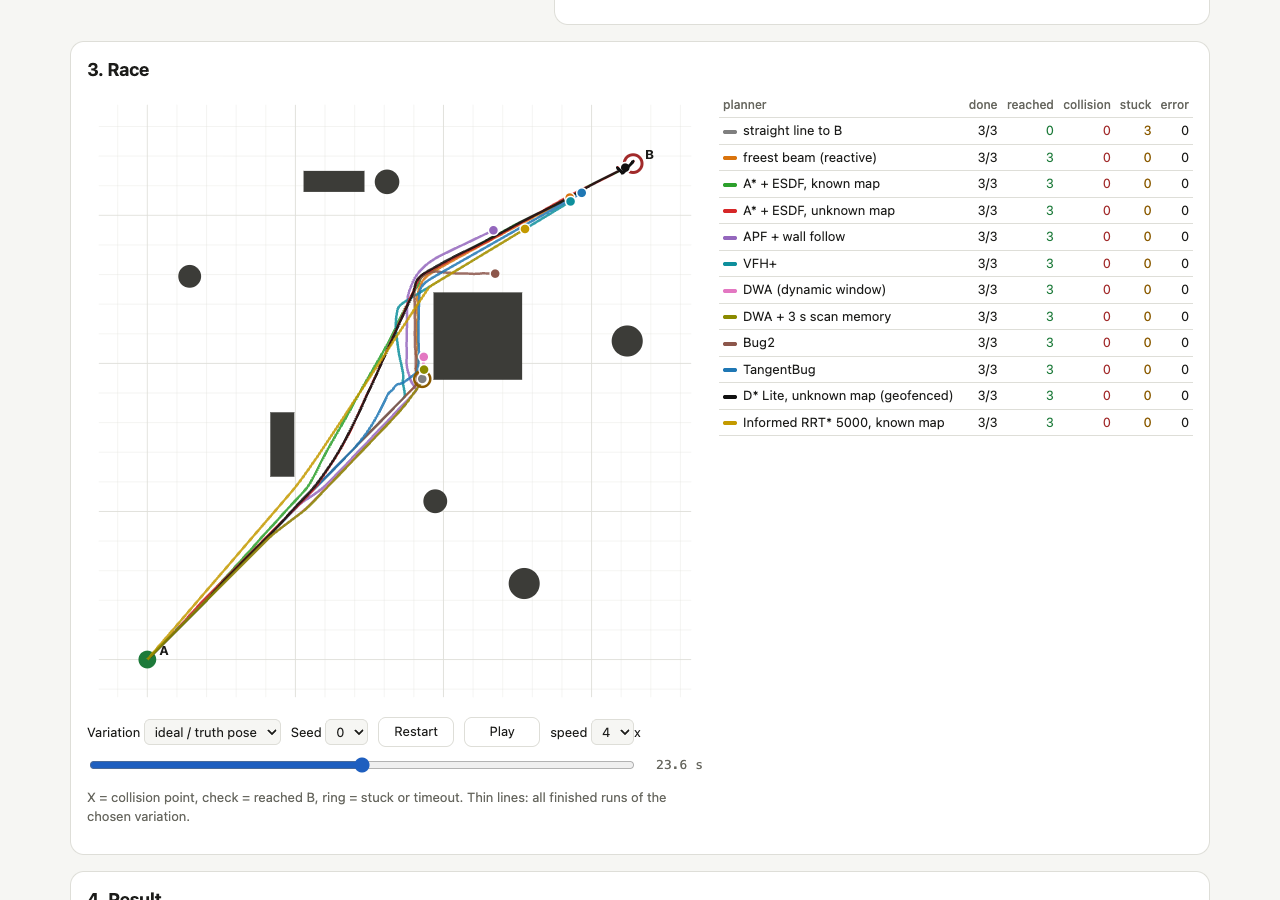 3. Race
planner done reached collision stuck error
straight line to B 3/3 0 0 3 0
freest beam (reactive) 3/3 3 0 0 0
A* + ESDF, known map 3/3 3 0 0 0
A* + ESDF, unknown map 3/3 3 0 0 0
APF + wall follow 3/3 3 0 0 0
VFH+ 3/3 3 0 0 0
DWA (dynamic window) 3/3 3 0 0 0
DWA + 3 s scan memory 3/3 3 0 0 0
Bug2 3/3 3 0 0 0
TangentBug 3/3 3 0 0 0
D* Lite, unknown map (geofenced) 3/3 3 0 0 0
Informed RRT* 5000, known map 3/3 3 0 0 0
B
A
Variation ideal / truth pose Seed 0 Restart Play speed 4 x
23.6 s
X = collision point, check = reached B, ring = stuck or timeout. Thin lines: all finished runs of the
chosen variation.
4. Result